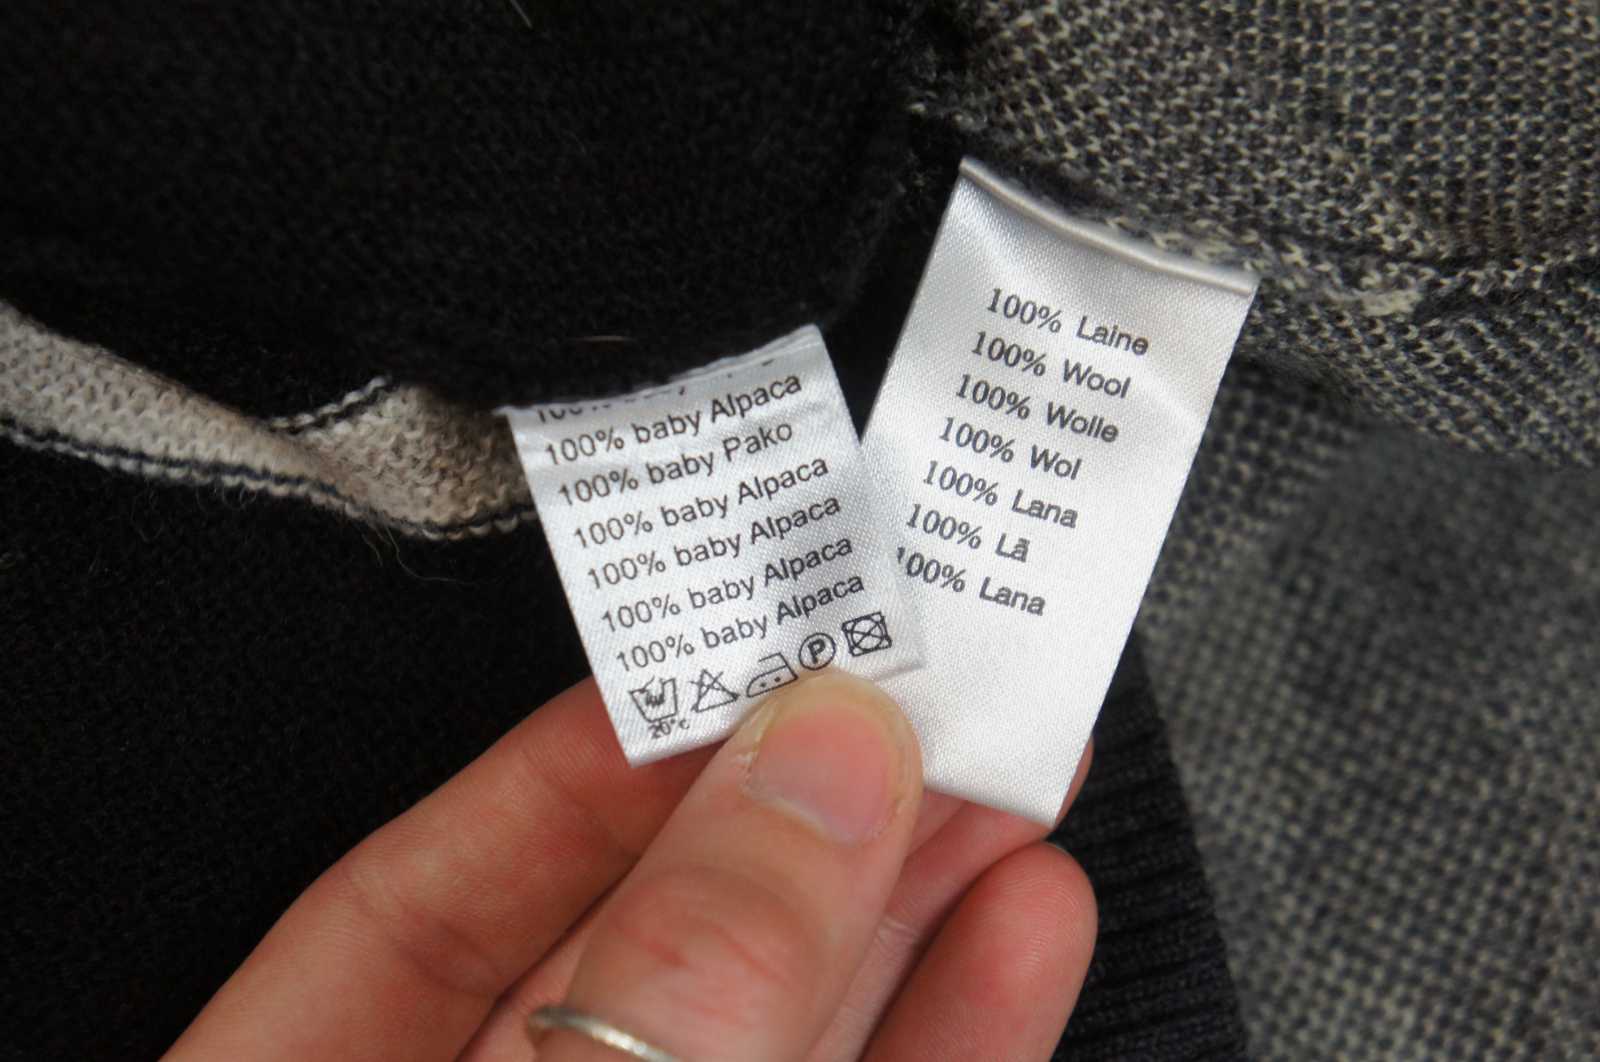 100% baby Alpaca
100% baby Pako
100% baby Alpaca
100% baby Alpaca
100% baby Alpaca
100% baby Alpaca
P
20°c
100% Laine
100% Wool
100% Wolle
100% Wol
100% Lana
100% Lã
100% Lana